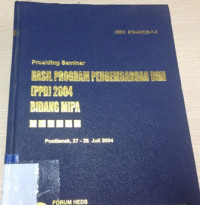 Prosiding Seminar
HASIL PROGRAM PENGEMBANGAN DIRI
(PPD) 2004
BIDANG MIPA
Pontianak, 27 - 28 Juli 2004
FORUM HEDS